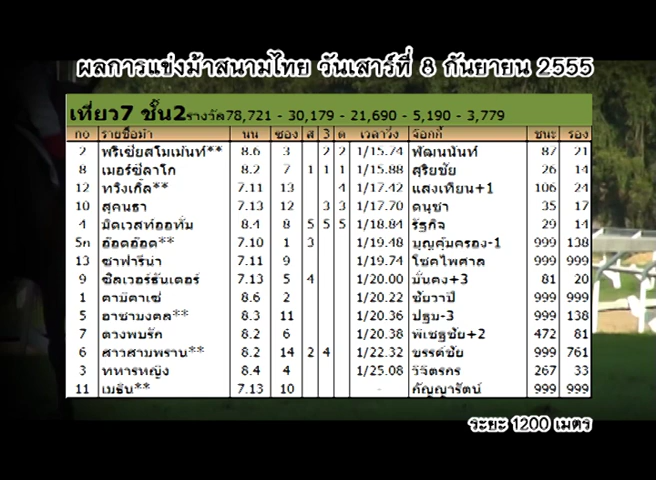 ผลการแข่งม้าสนามไทย วันเสาร์ที่ 8 กันยายน 2555
เที่ยว7 ชั้น2รางวัล78,721 - 30,179 - 21,690 - 5,190 - 3,779
no รายชื่อม้า นน ซอง ส 3 ต เวลาวิ่ง จ๊อกกี้ ชนะ รอง
2 พริเซียสโมเม้นท์** 8.6 3 2 2 1/15.74 พัฒนนันท์ 87 21
8 เมอร์ซิลาโก 8.2 7 1 1 1 1/15.88 สุริยชัย 26 14
12 ทวิงเกิ้ล** 7.11 13 4 1/17.42 แสงเทียน+1 106 24
10 สุคนธา 7.13 12 3 3 1/17.70 ดนุชา 35 17
4 มิดเวสท์ออทั่ม 8.4 8 5 5 5 1/18.84 รัฐกิจ 29 14
5ก อ๊อดอ๊อด** 7.10 1 3 1/19.48 บุญคุ้มครอง-1 999 138
13 ซาฟารีน่า 7.11 9 1/19.74 โชคไพศาล 999 999
9 ซิลเวอร์ธันเดอร์ 7.13 5 4 1/20.00 มั่นคง+3 81 20
1 คามิคาเซ่ 8.6 2 1/20.22 ชัยวาปี 999 999
5 อาชามงคล** 8.3 11 1/20.36 ปฐม-3 999 138
7 ดวงพบรัก 8.2 6 1/20.38 พิเชฐชัย+2 472 81
6 สาวสามพราน** 8.2 14 2 4 1/22.32 ขรรค์ชัย 999 761
3 ทหารหญิง 8.4 4 1/25.08 วิจิตรกร 267 33
11 เมธิน** 7.13 10 - กัญญารัตน์ 999 999
ระยะ 1200 เมตร